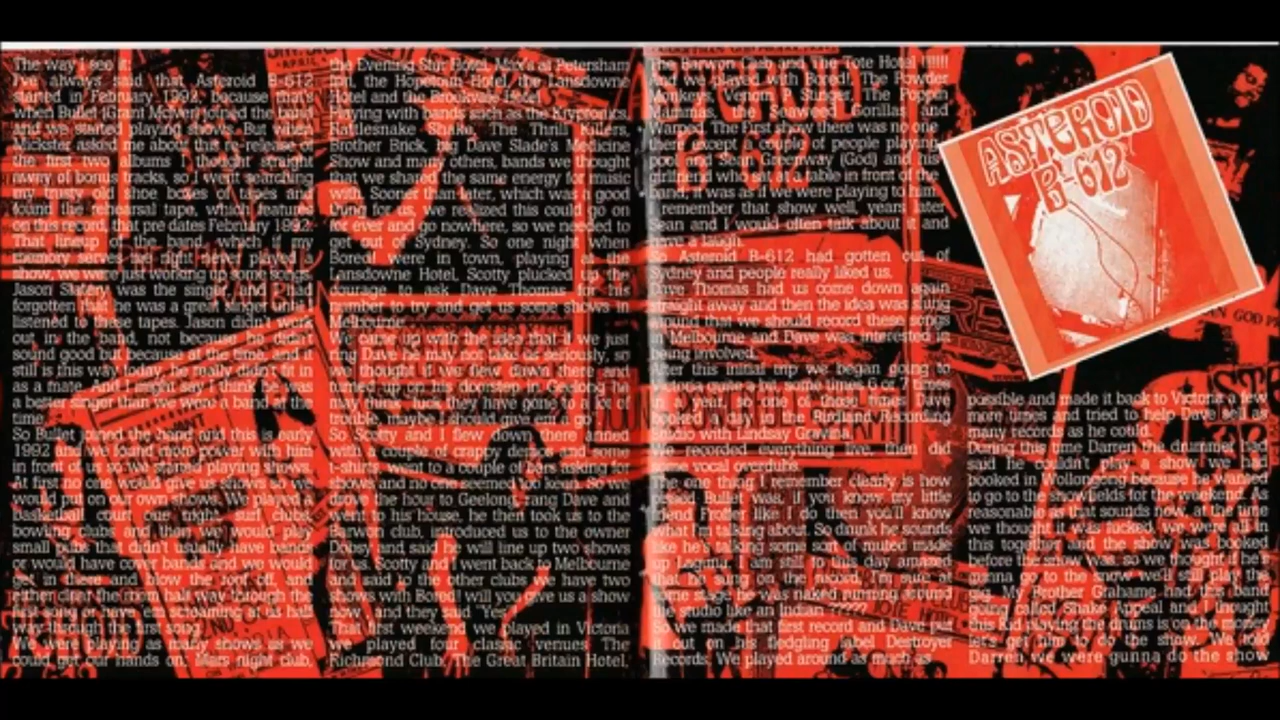 The way I see it:
I've always said that Asteroid B-612
started in February 1992, because that's
when Bullet (Grant McIver) joined the band
and we started playing shows. But when
Mickster asked me about this re-release of
the first two albums I thought straight
away of bonus tracks, so I went searching
my trusty old shoe boxes of tapes and
found the rehearsal tape, which features
on this record, that pre dates February 1992.
That lineup of the band, which if my
memory serves me right never played a
show, we were just working up some songs.
Jason Slatery was the singer and I had
forgotten that he was a great singer until I
listened to these tapes. Jason didn't work
out in the band, not because he didn't
sound good but because at the time, and it
still is this way today, he really didn't fit in
as a mate. And I might say I think he was
a better singer than we were a band at the
time.
So Bullet joined the band and this is early
1992 and we found more power with him
in front of us so we started playing shows.
At first no one would give us shows so we
would put on our own shows. We played a
basketball court one night, surf clubs,
bowling clubs and we would play
small pubs that didn't usually have bands
or would have cover bands and we would
get in there and blow the roof off, and
either clear the room half way through the
first song or have 'em screaming at us half
way through the first song.
We were playing as many shows as we
could get our hands on, Mars night club,
the Evening Star Hotel, Max's at Petersham
Inn, the Hopetoun Hotel, the Lansdowne
Hotel and the Brookvale Hotel.
Playing with bands such as the Kryptonics,
Rattlesnake Shake, The Thrill Killers,
Brother Brick, big Dave Slade's Medicine
Show and many others, bands we thought
that we shared the same energy for music
with. Sooner than later, which was a good
thing for us, we realized this could go on
for ever and go nowhere, so we needed to
get out of Sydney. So one night when
Bored! were in town, playing at the
Lansdowne Hotel, Scotty plucked up the
courage to ask Dave Thomas for his
number to try and get us some shows in
Melbourne.
We came up with the idea that if we just
ring Dave he may not take us seriously, so
we thought if we flew down there and
turned up on his doorstep in Geelong he
may think fuck they have gone to a lot of
trouble, maybe I should give em a go.
So Scotty and I flew down there armed
with a couple of crappy demos and some
t-shirts, went to a couple of bars asking for
shows and no one seemed too keen. So we
drove the hour to Geelong, rang Dave and
went to his house, he then took us to the
Barwon club, introduced us to the owner
Dobsy and said he will line up two shows
for us. Scotty and I went back to Melbourne
and said to the other clubs we have two
shows with Bored! will you give us a show
now, and they said "Yes".
That first weekend we played in Victoria
we played four classic venues The
Richmond Club, The Great Britain Hotel,
The Barwon Club and The Tote Hotel !!!!!!
And we played with Bored!, The Powder
Monkeys, Venom P Stinger, The Poppin
Mammas, the Seaweed Gorillas and
Warped. The First show there was no one
there except a couple of people playing
pool and Sean Greenway (God) and his
girlfriend who sat at a table in front of the
band, it was as if we were playing to him.
I remember that show well, years later
Sean and I would often talk about it and
have a laugh.
So Asteroid B-612 had gotten out of
Sydney and people really liked us.
Dave Thomas had us come down again
straight away and then the idea was slung
around that we should record these songs
in Melbourne and Dave was interested in
being involved.
After this initial trip we began going to
Victoria quite a bit, some times 6 or 7 times
in a year, so one of those times Dave
booked a day in the Birdland Recording
Studio with Lindsay Gravina.
We recorded everything live, then did
the vocal overdubs.
The one thing I remember clearly is how
pissed Bullet was, if you know my little
friend Froffer like I do then you'll know
what I'm talking about. So drunk he sounds
like he's talking some sort of muted made
up lingo, I am still to this day amazed
that he sung on the record. I'm sure at
some stage he was naked running around
the studio like an Indian ?????
So we made that first record and Dave put
it out on his fledgling label Destroyer
Records. We played around as much as
ASTEROID
B-612
possible and made it back to Victoria a few
more times and tried to help Dave sell as
many records as he could.
During this time Darren the drummer had
said he couldn't play a show we had
booked in Wollongong because he wanted
to go to the snowfields for the weekend. As
reasonable as that sounds now, at the time
we thought it was fucked, we were all in
this together and the show was booked
before the snow was, so we thought if he's
gunna go to the snow we'll still play the
gig. My Brother Grahame had this band
going called Shake Appeal and I thought
this kid playing the drums is on the money
let's get him to do the show. We told
Darren we were gunna do the show